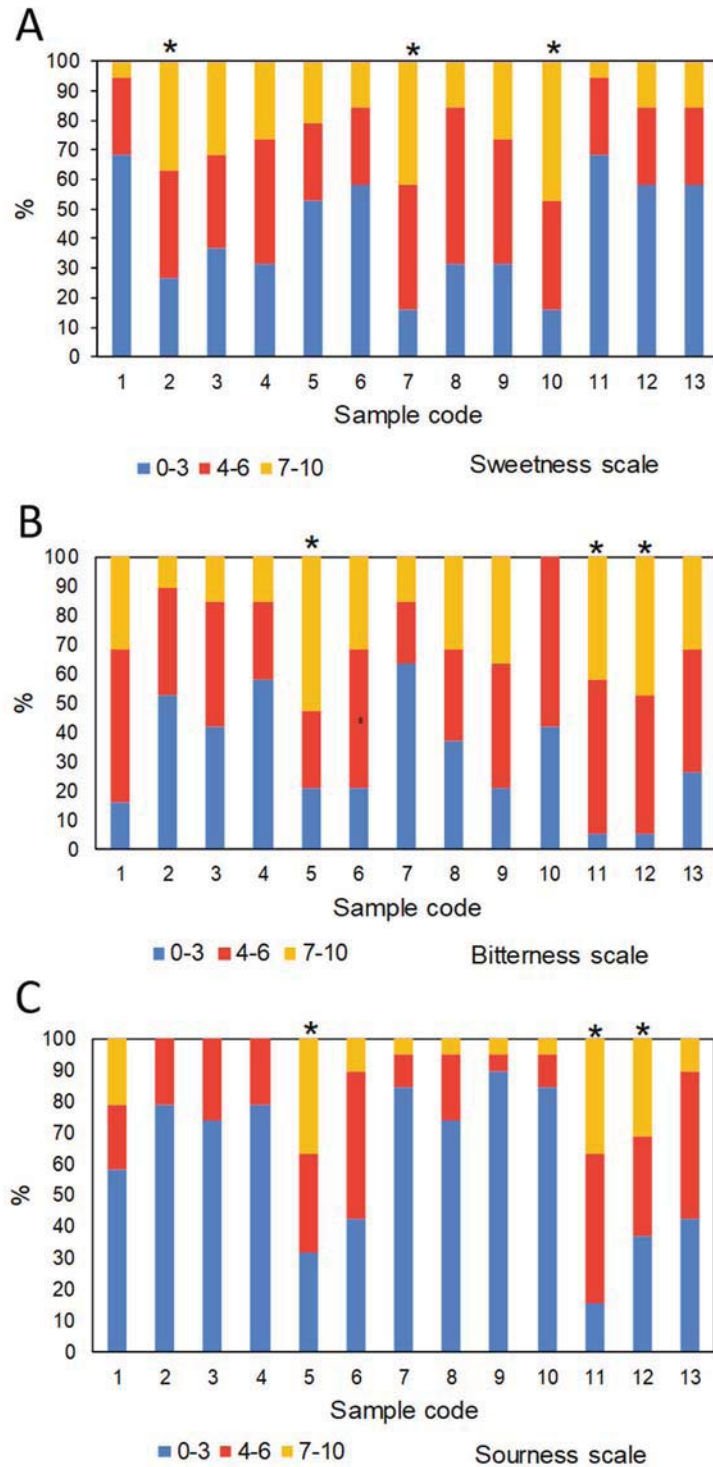 A
* * *
100
90
80
70
60
50
40
30
20
10
0
%
1 2 3 4 5 6 7 8 9 10 11 12 13
Sample code
0-3 4-6 7-10 Sweetness scale
B
* * *
100
90
80
70
60
50
40
30
20
10
0
%
1 2 3 4 5 6 7 8 9 10 11 12 13
Sample code
0-3 4-6 7-10 Bitterness scale
C
* * *
100
90
80
70
60
50
40
30
20
10
0
%
1 2 3 4 5 6 7 8 9 10 11 12 13
Sample code
0-3 4-6 7-10 Sourness scale